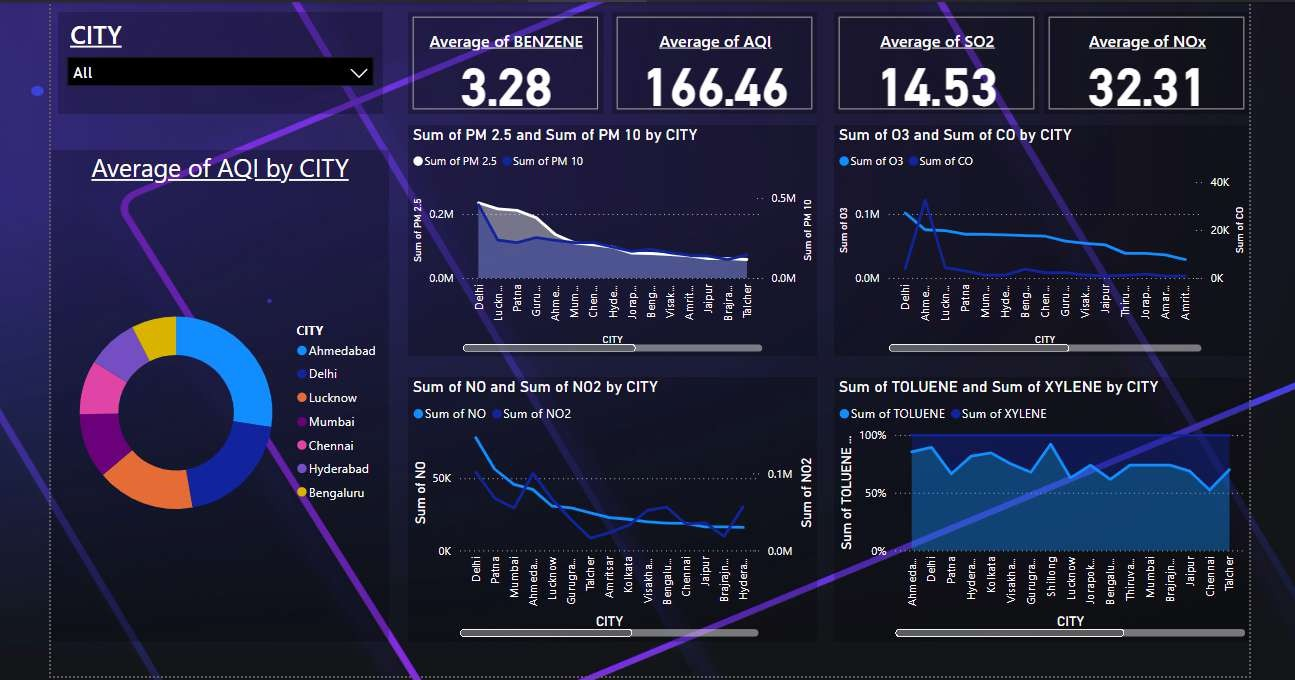 CITY
All
Average of BENZENE
3.28
Average of AQI
166.46
Average of SO2
14.53
Average of NOx
32.31
Average of AQI by CITY
CITY
Ahmedabad
Delhi
Lucknow
Mumbai
Chennai
Hyderabad
Bengaluru
Sum of PM 2.5 and Sum of PM 10 by CITY
Sum of PM 2.5 Sum of PM 10
Sum of PM 2.5
0.2M
0.0M
0.5M
0.0M
Sum of PM 10
Delhi
Luckn...
Patna
Guru...
Ahme...
Mum...
Chen...
Hyde...
Jorap...
Beng...
Visak...
Amrit...
Jaipur
Brajra...
Talcher
CITY
Sum of O3 and Sum of CO by CITY
Sum of O3 Sum of CO
Sum of O3
0.1M
0.0M
40K
20K
0K
Sum of CO
Delhi
Ahme...
Luckn...
Patna
Mum...
Hyde...
Beng...
Chen...
Guru...
Visak...
Jaipur
Thiru...
Jorap...
Amar...
Amrit...
CITY
Sum of NO and Sum of NO2 by CITY
Sum of NO Sum of NO2
Sum of NO
50K
0K
0.1M
0.0M
Sum of NO2
Delhi
Patna
Mumbai
Ahmeda...
Lucknow
Gurugra...
Talcher
Amritsar
Kolkata
Visakha...
Bengalu...
Chennai
Jaipur
Brajrajn...
Hydera...
CITY
Sum of TOLUENE and Sum of XYLENE by CITY
Sum of TOLUENE Sum of XYLENE
Sum of TOLUENE ...
100%
50%
0%
Ahmeda...
Delhi
Patna
Hydera...
Kolkata
Visakha...
Gurugra...
Shillong
Lucknow
Jorapok...
Bengalu...
Thiruva...
Mumbai
Brajrajn...
Jaipur
Chennai
Talcher
CITY